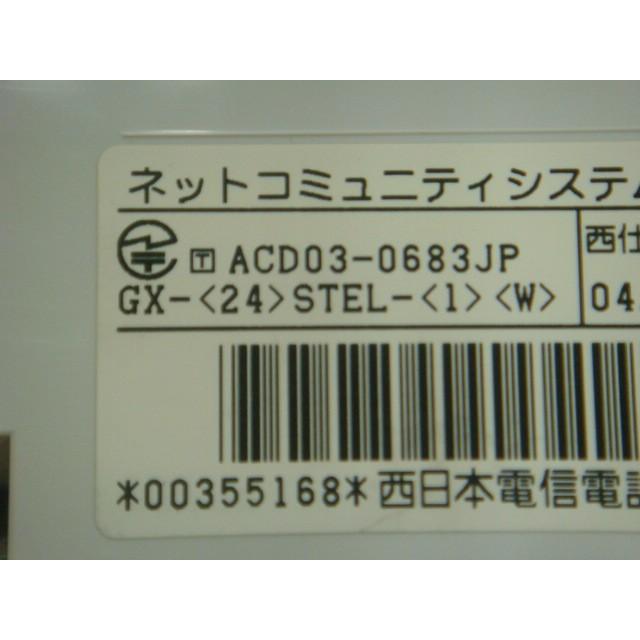 ネットコミュニティシステム
T ACD03-0683JP
西仕
GX-<24>STEL-<1><W>
04
*00355168* 西日本電信電話